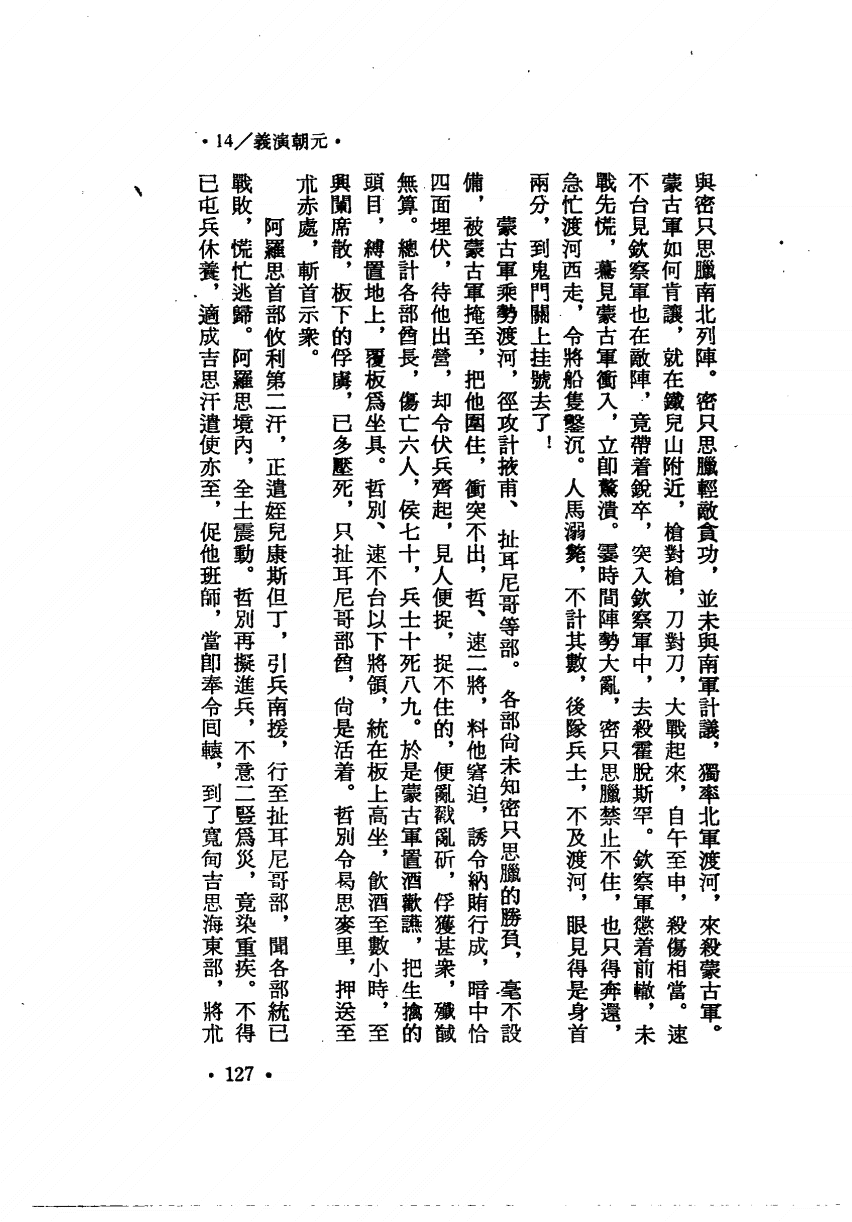 ·14／義演朝元·
與密只思臘南北列陣。密只思臘輕敵貪功，並未與南軍計議，獨率北軍渡河，來殺蒙古軍。
蒙古軍如何肯讓，就在鐵兒山附近，槍對槍，刀對刀，大戰起來，自午至申，殺傷相當。速
不台見欽察軍也在敵陣，竟帶着銳卒，突入欽察軍中，去殺霍脫斯罕。欽察軍懲着前轍，未
戰先慌，驀見蒙古軍衝入，立卽驚潰。霎時間陣勢大亂，密只思臘禁止不住，也只得奔還，
急忙渡河西走，令將船隻鑿沉。人馬溺斃，不計其數，後隊兵士，不及渡河，眼見得是身首
兩分，到鬼門關上挂號去了！
蒙古軍乘勢渡河，徑攻計掖甫、扯耳尼哥等部。各部尙未知密只思臘的勝負，毫不設
備，被蒙古軍掩至，把他圍住，衝突不出，哲、速二將，料他窘迫，誘令納賄行成，暗中恰
四面埋伏，待他出營，却令伏兵齊起，見人便捉，捉不住的，便亂戳亂斫，俘獲甚衆，殲馘
無算。總計各部酋長，傷亡六人，侯七十，兵士十死八九。於是蒙古軍置酒歡讌，把生擒的
頭目，縛置地上，覆板爲坐具。哲別、速不台以下將領，統在板上高坐，飮酒至數小時，至
興闌席散，板下的俘虜，已多壓死，只扯耳尼哥部酋，尙是活着。哲別令曷思麥里，押送至
朮赤處，斬首示衆。
阿羅思首部攸利第二汗，正遣姪兒康斯但丁，引兵南援，行至扯耳尼哥部，聞各部統已
戰敗，慌忙逃歸。阿羅思境內，全土震動。哲別再擬進兵，不意二豎爲災，竟染重疾。不得
已屯兵休養，適成吉思汗遣使亦至，促他班師，當卽奉令回轅，到了寬甸吉思海東部，將朮
·127·